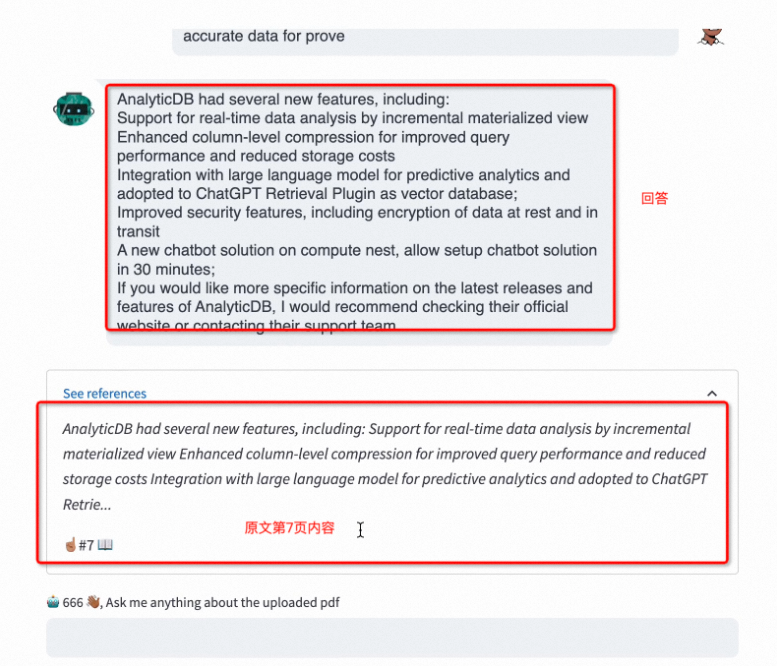 accurate data for prove
AnalyticDB had several new features, including:
Support for real-time data analysis by incremental materialized view
Enhanced column-level compression for improved query
performance and reduced storage costs
Integration with large language model for predictive analytics and
adopted to ChatGPT Retrieval Plugin as vector database;
Improved security features, including encryption of data at rest and in
transit
A new chatbot solution on compute nest, allow setup chatbot solution
in 30 minutes;
If you would like more specific information on the latest releases and
features of AnalyticDB, I would recommend checking their official
website or contacting their support team
回答
See references
AnalyticDB had several new features, including: Support for real-time data analysis by incremental
materialized view Enhanced column-level compression for improved query performance and reduced
storage costs Integration with large language model for predictive analytics and adopted to ChatGPT
Retrie...
原文第7页内容
☝🏽#7 📖
🤖 666 👋🏾, Ask me anything about the uploaded pdf